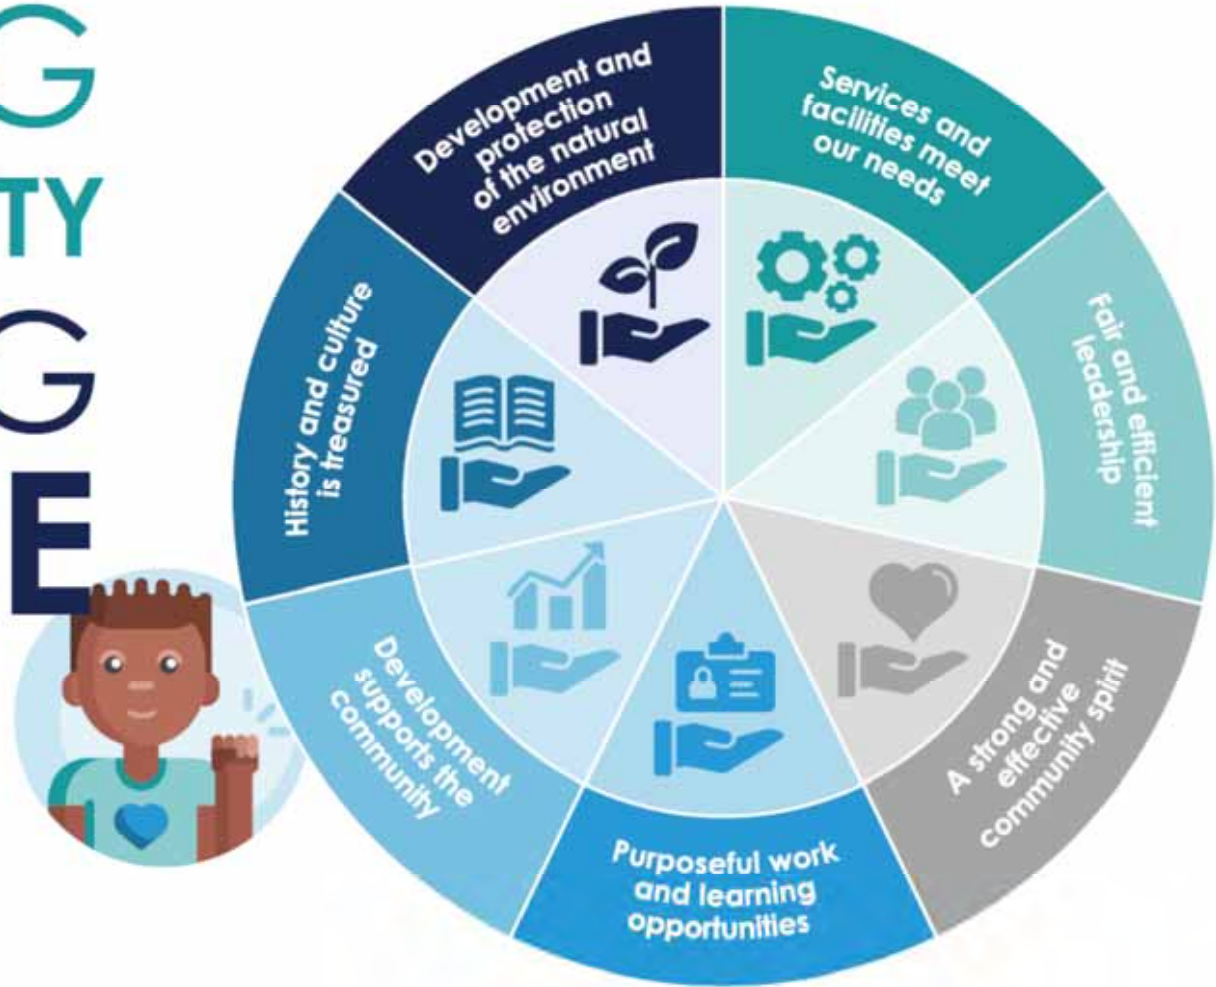 G
TY
G
E
Services and
facilities meet
our needs
Fair and efficient
leadership
A strong and
effective
community spirit
Purposeful work
and learning
opportunities
Development
supports the
community
History and culture
is treasured
Development and
protection
of the natural
environment